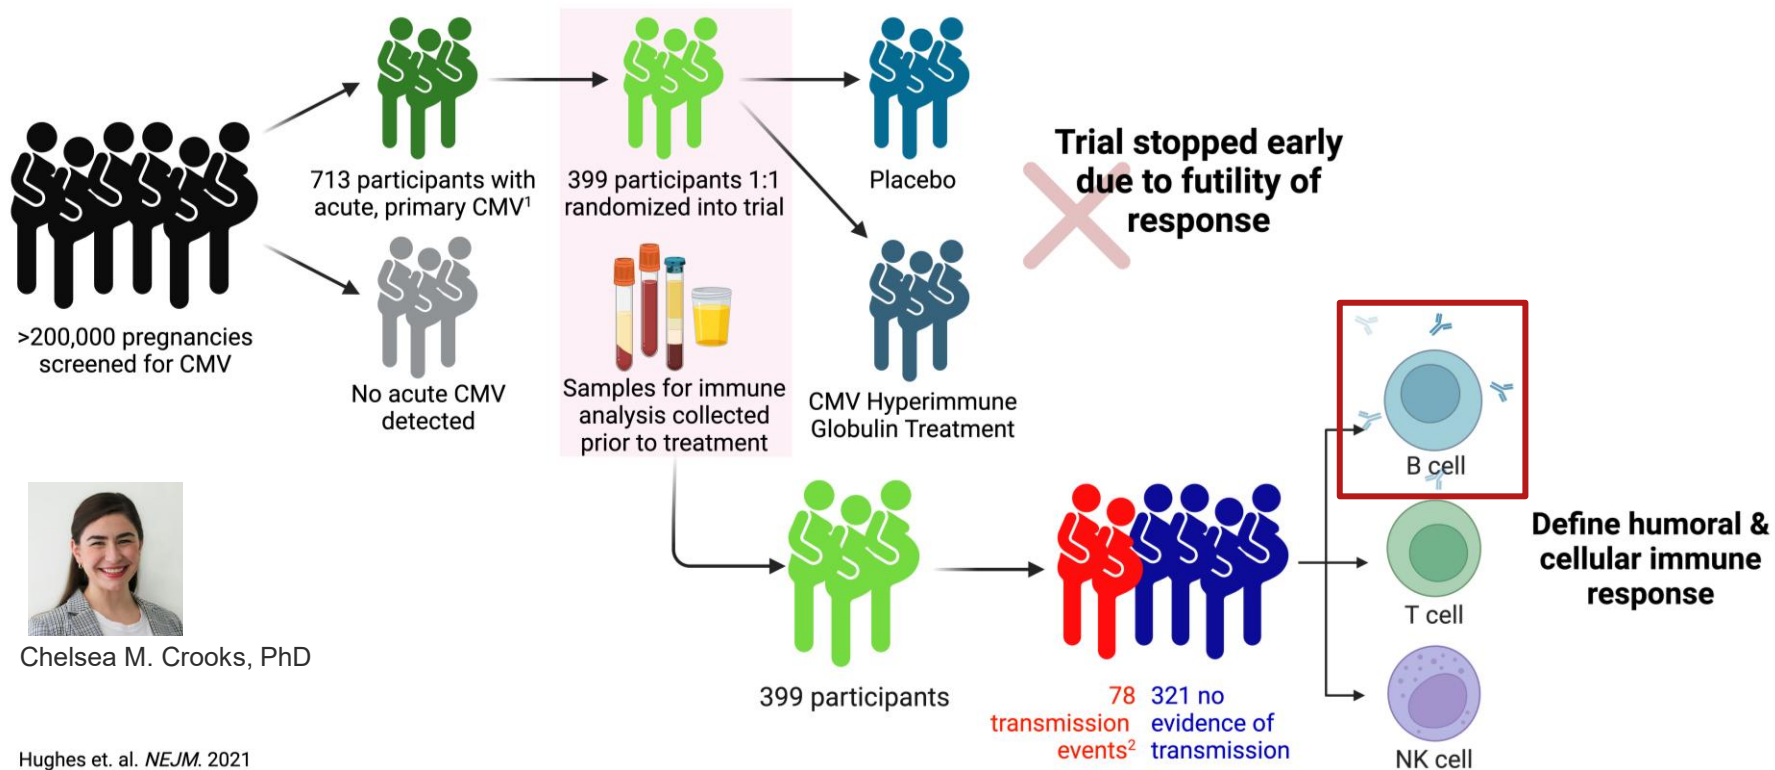 713 participants with
acute, primary CMV¹
399 participants 1:1
randomized into trial
Placebo
Trial stopped early
due to futility of
response
>200,000 pregnancies
screened for CMV
No acute CMV
detected
Samples for immune
analysis collected
prior to treatment
CMV Hyperimmune
Globulin Treatment
B cell
T cell
NK cell
Define humoral &
cellular immune
response
Chelsea M. Crooks, PhD
399 participants
78
transmission
events²
321 no
evidence of
transmission
Hughes et. al. NEJM. 2021